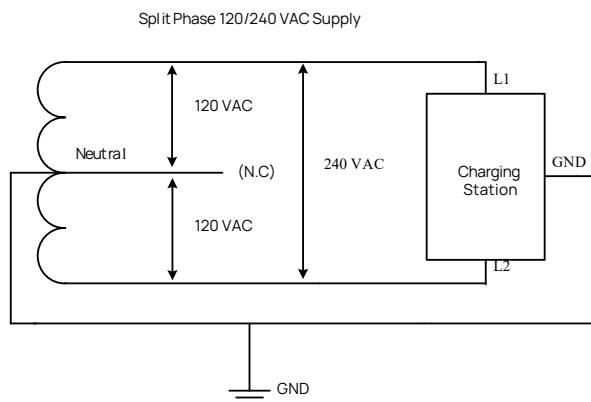 Split Phase 120/240 VAC Supply
L1
120 VAC
Neutral
(N.C)
240 VAC
Charging
Station
GND
120 VAC
L2
GND